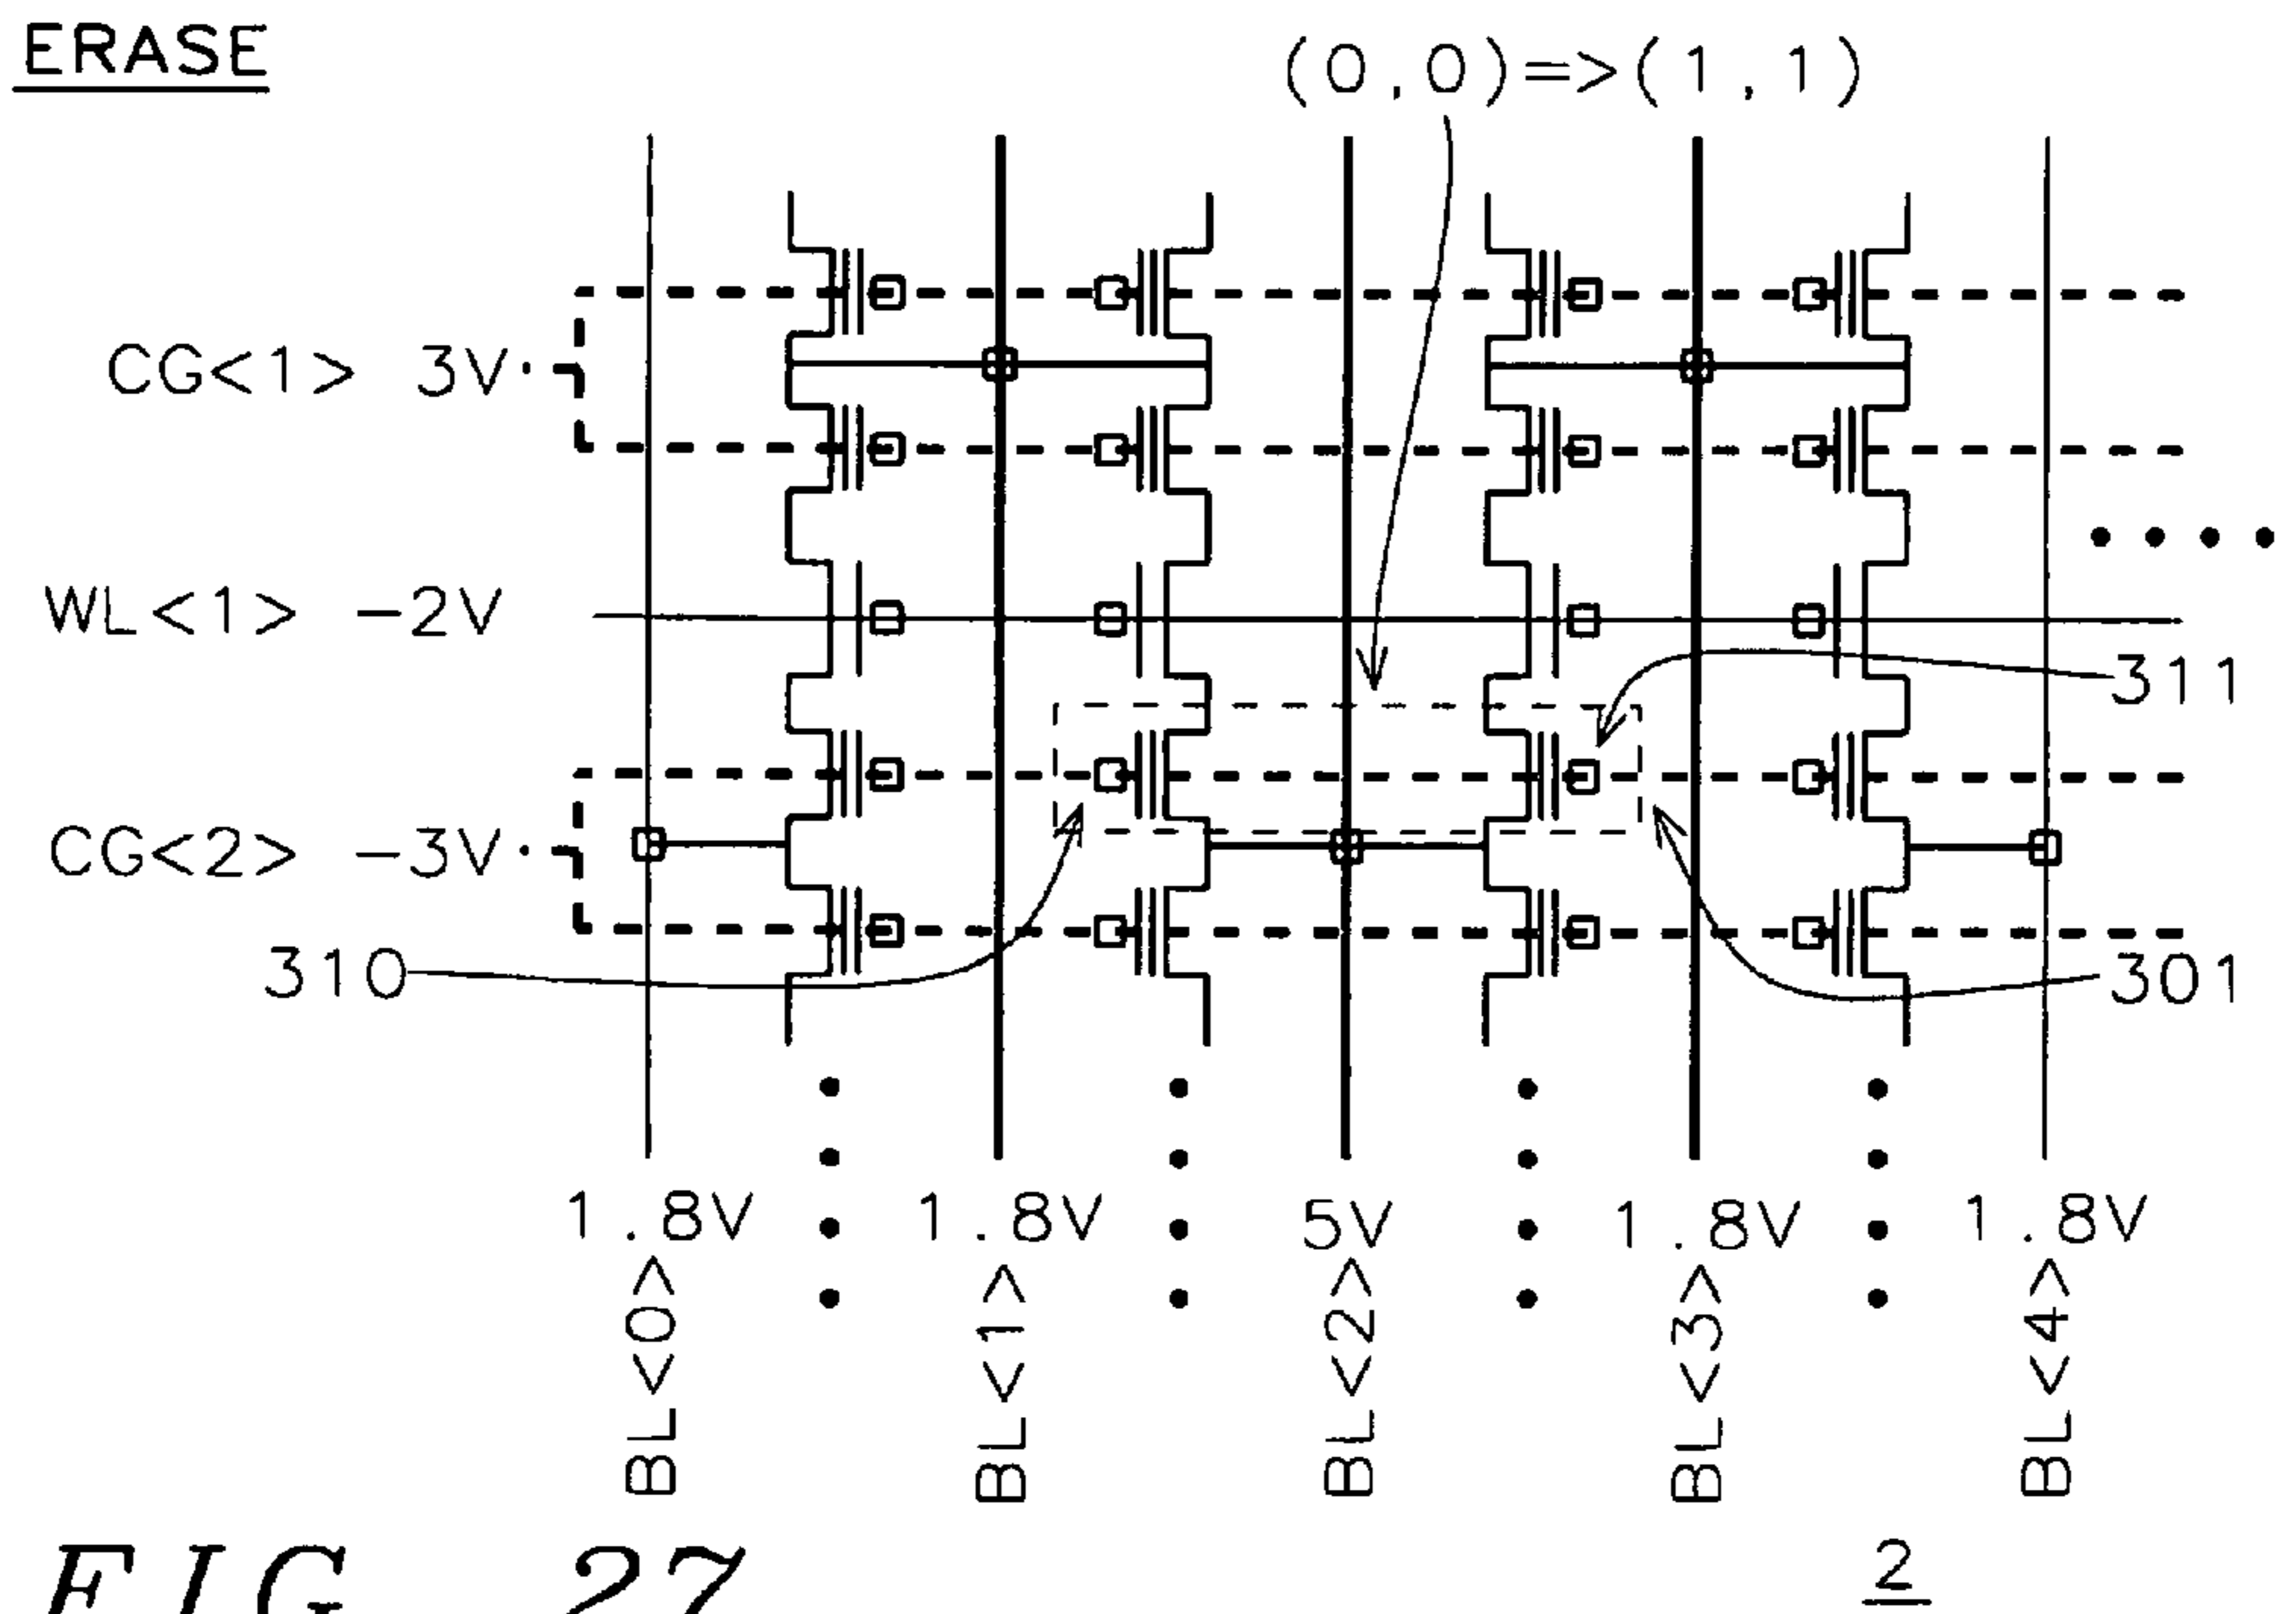 ERASE
(0,0)=>(1,1)
CG<1> 3V
WL<1> -2V
311
CG<2> -3V
310
301
1.8V 1.8V 5V 1.8V 1.8V
BL<0> BL<1> BL<2> BL<3> BL<4>
FIG 27
2